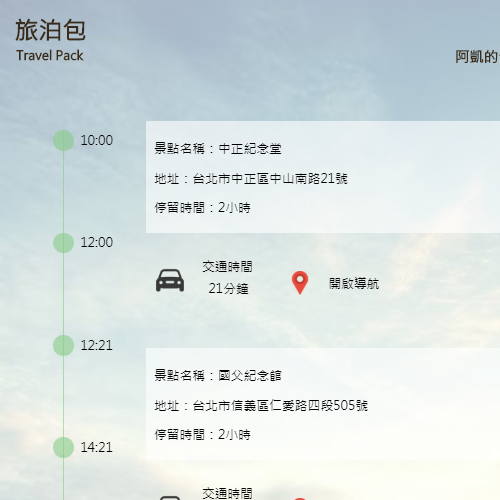 旅泊包
Travel Pack
阿凱的
10:00
景點名稱：中正紀念堂
地址：台北市中正區中山南路21號
停留時間：2小時
12:00
交通時間
21分鐘
開啟導航
12:21
景點名稱：國父紀念館
地址：台北市信義區仁愛路四段505號
停留時間：2小時
14:21
交通時間